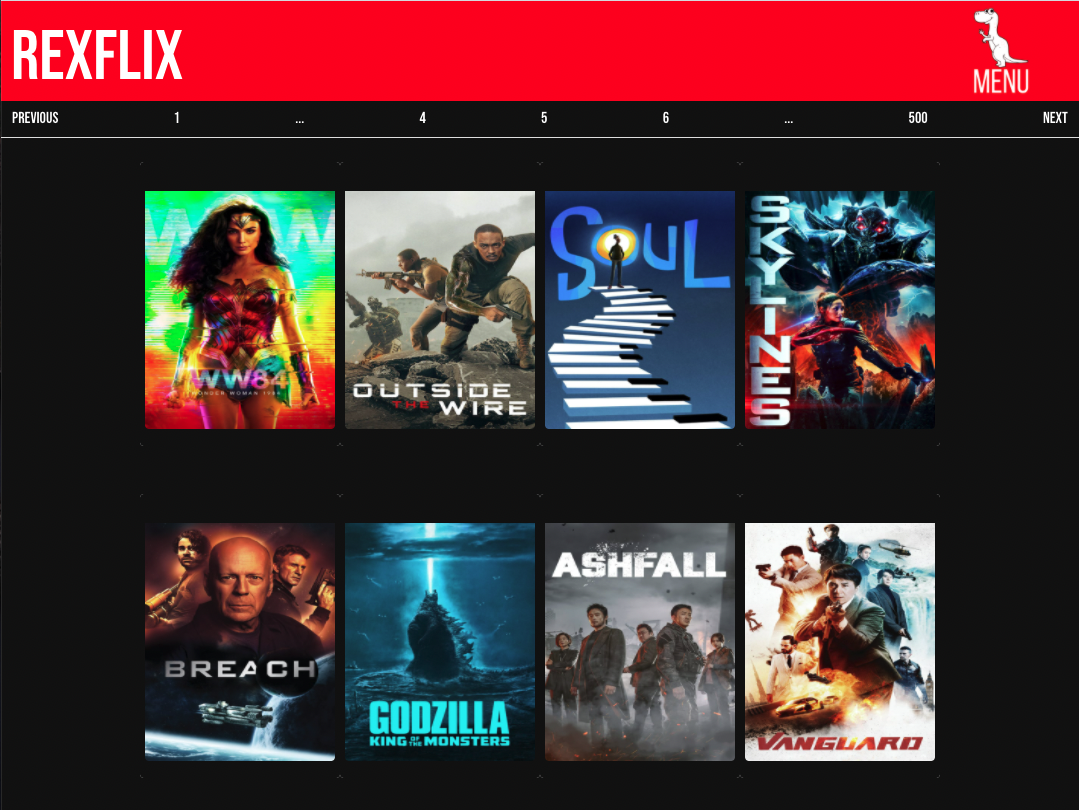 REXFLIX
MENU
PREVIOUS 1 ... 4 5 6 ... 500 NEXT
WW
WW84
WONDER WOMAN 1984
OUTSIDE
THE WIRE
SOUL
SKYLINES
BREACH
GODZILLA
KING OF THE MONSTERS
ASHFALL
VANGUARD